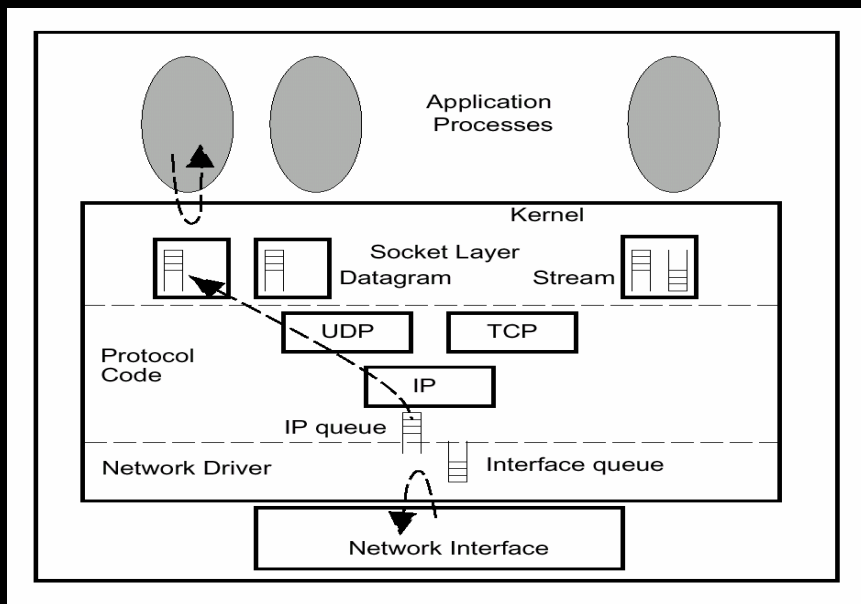 Application
Processes
Kernel
Socket Layer
Datagram
Stream
UDP
TCP
Protocol
Code
IP
IP queue
Network Driver
Interface queue
Network Interface